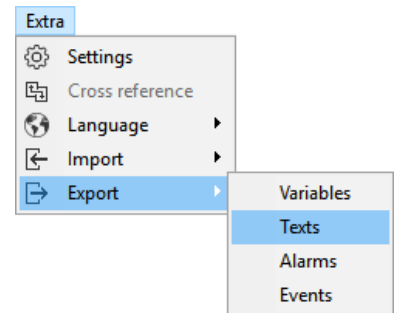 Extra
Settings
Cross reference
Language
Import
Export
Variables
Texts
Alarms
Events